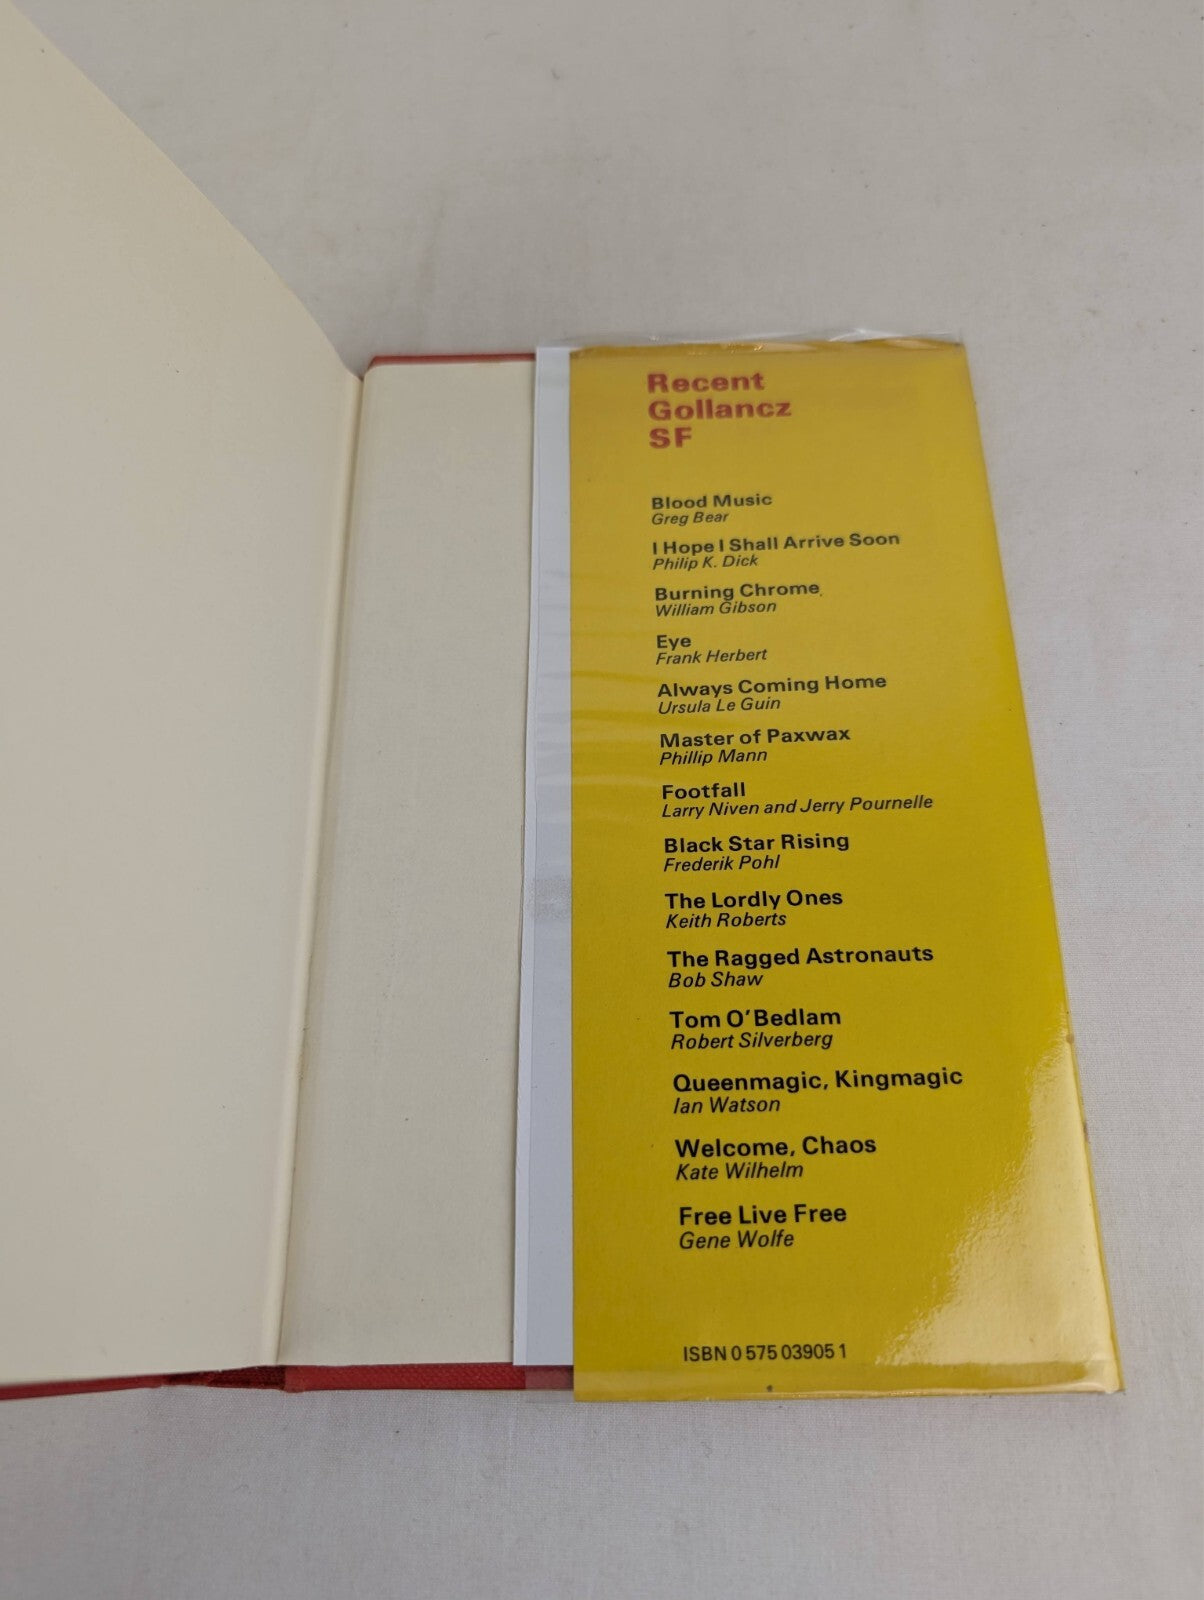 Recent
Gollancz
SF
Blood Music
Greg Bear
I Hope I Shall Arrive Soon
Philip K. Dick
Burning Chrome
William Gibson
Eye
Frank Herbert
Always Coming Home
Ursula Le Guin
Master of Paxwax
Phillip Mann
Footfall
Larry Niven and Jerry Pournelle
Black Star Rising
Frederik Pohl
The Lordly Ones
Keith Roberts
The Ragged Astronauts
Bob Shaw
Tom O'Bedlam
Robert Silverberg
Queenmagic, Kingmagic
Ian Watson
Welcome, Chaos
Kate Wilhelm
Free Live Free
Gene Wolfe
ISBN 0 575 03905 1